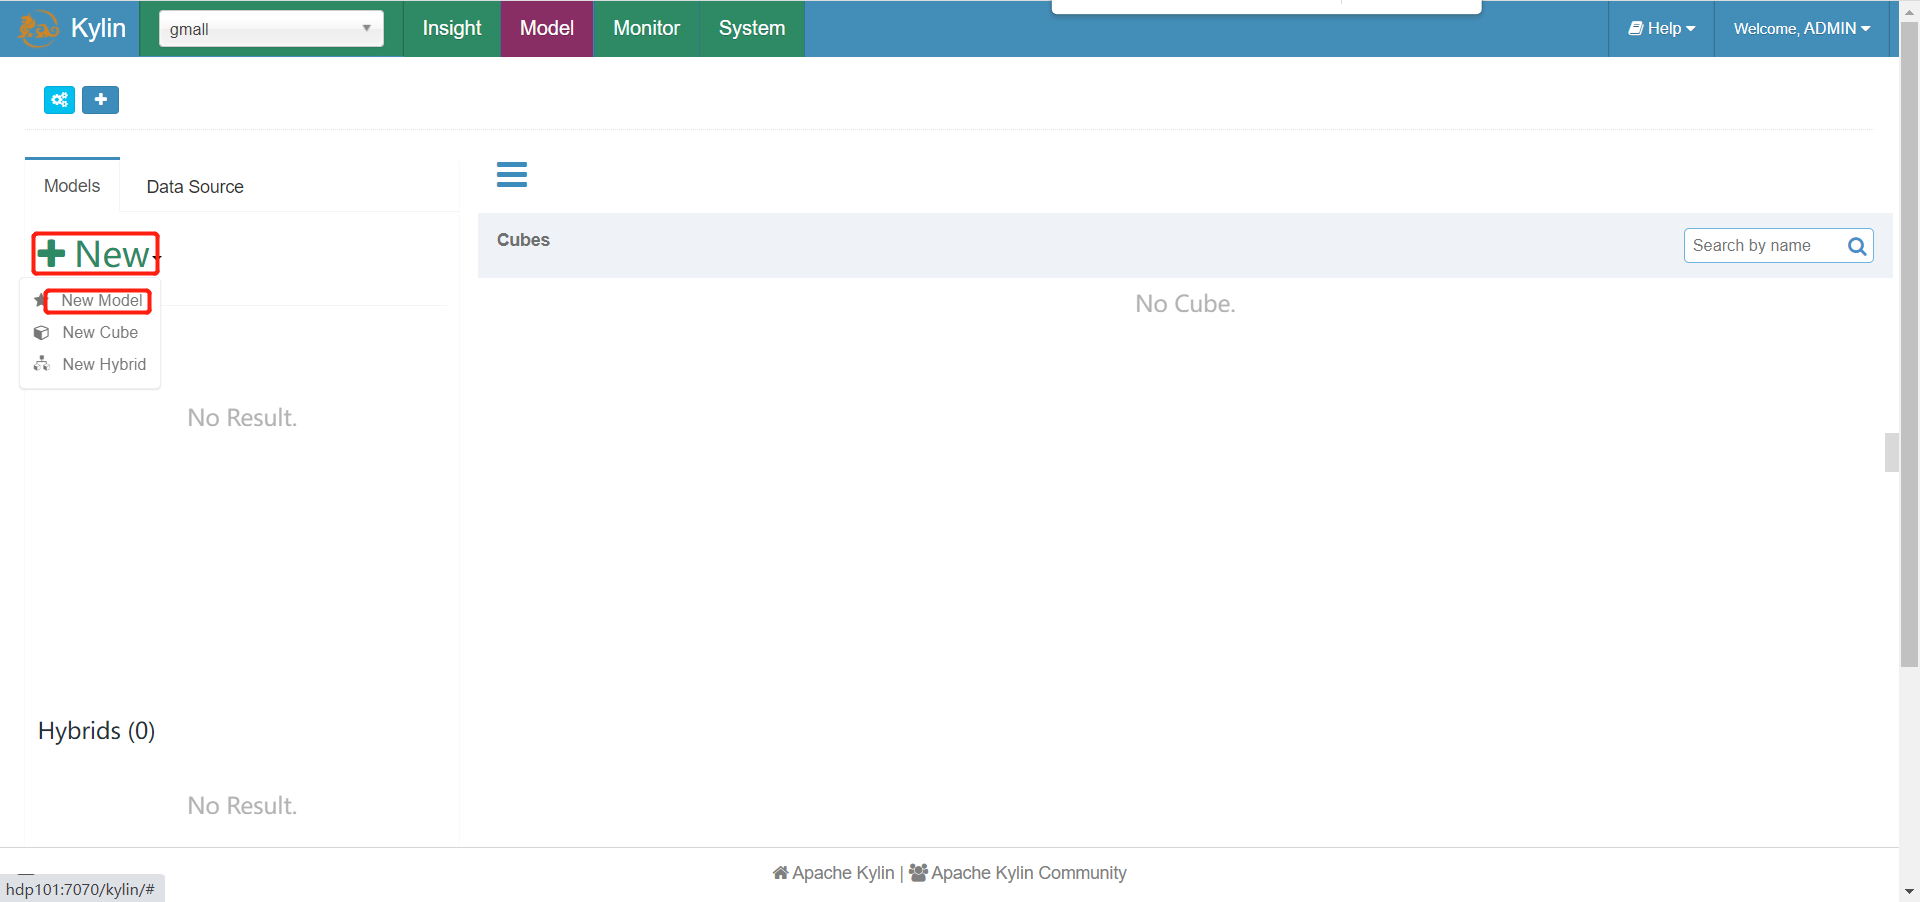 Kylin
gmall
Insight
Model
Monitor
System
Help
Welcome, ADMIN
Models
Data Source
New
New Model
New Cube
New Hybrid
No Result.
Hybrids (0)
No Result.
Cubes
Search by name
No Cube.
Apache Kylin | Apache Kylin Community
hdp101:7070/kylin/#